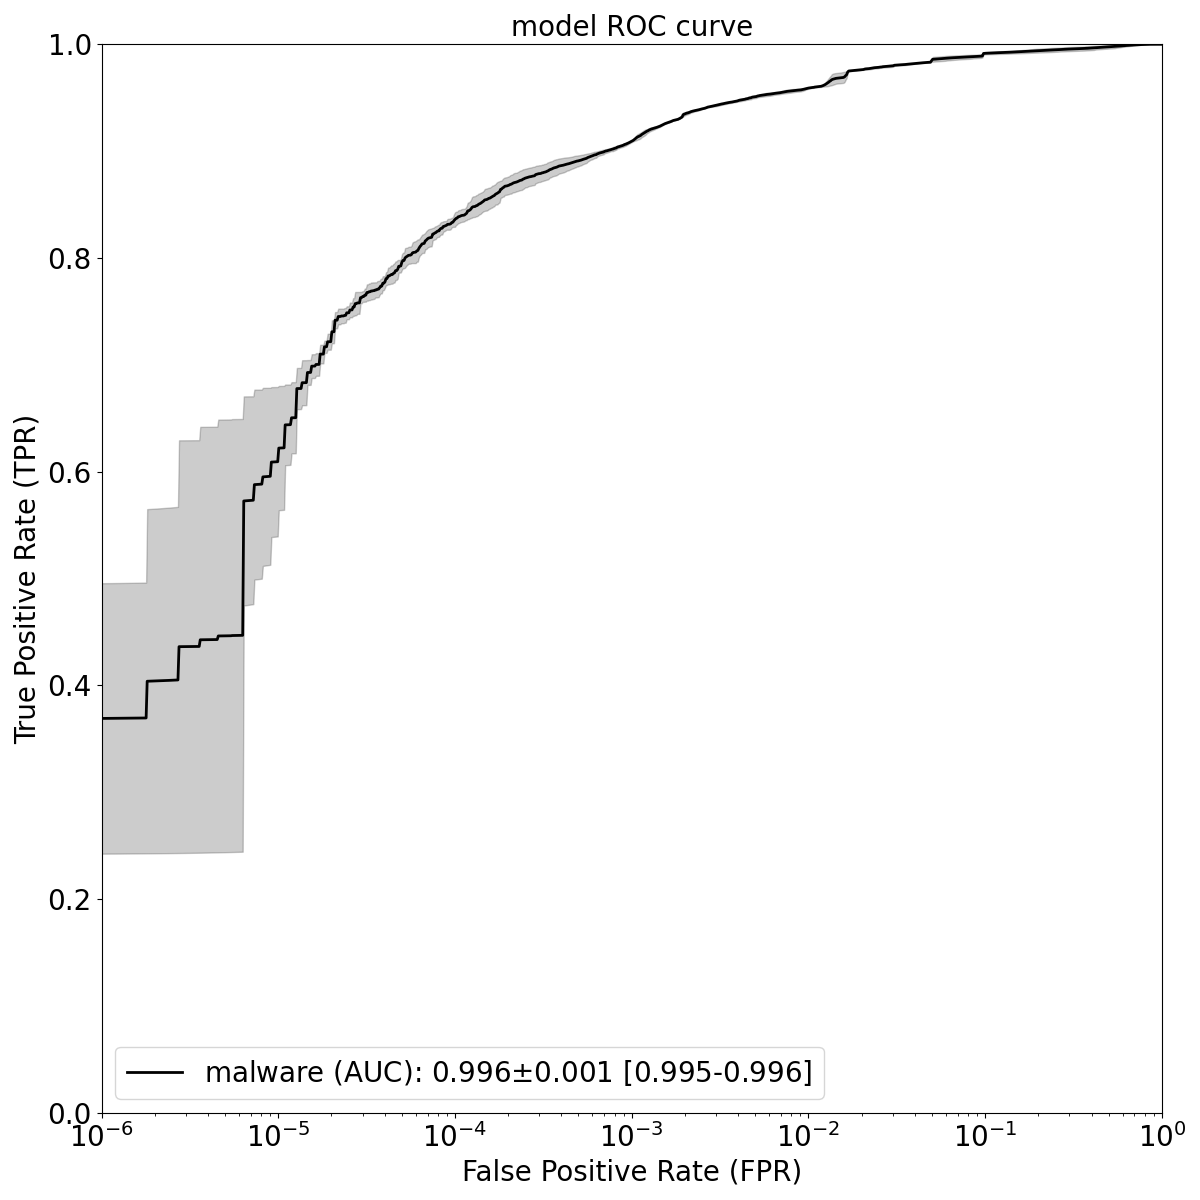 model ROC curve
1.0
0.8
0.6
0.4
0.2
0.0
True Positive Rate (TPR)
malware (AUC): 0.996±0.001 [0.995-0.996]
10⁻⁶ 10⁻⁵ 10⁻⁴ 10⁻³ 10⁻² 10⁻¹ 10⁰
False Positive Rate (FPR)